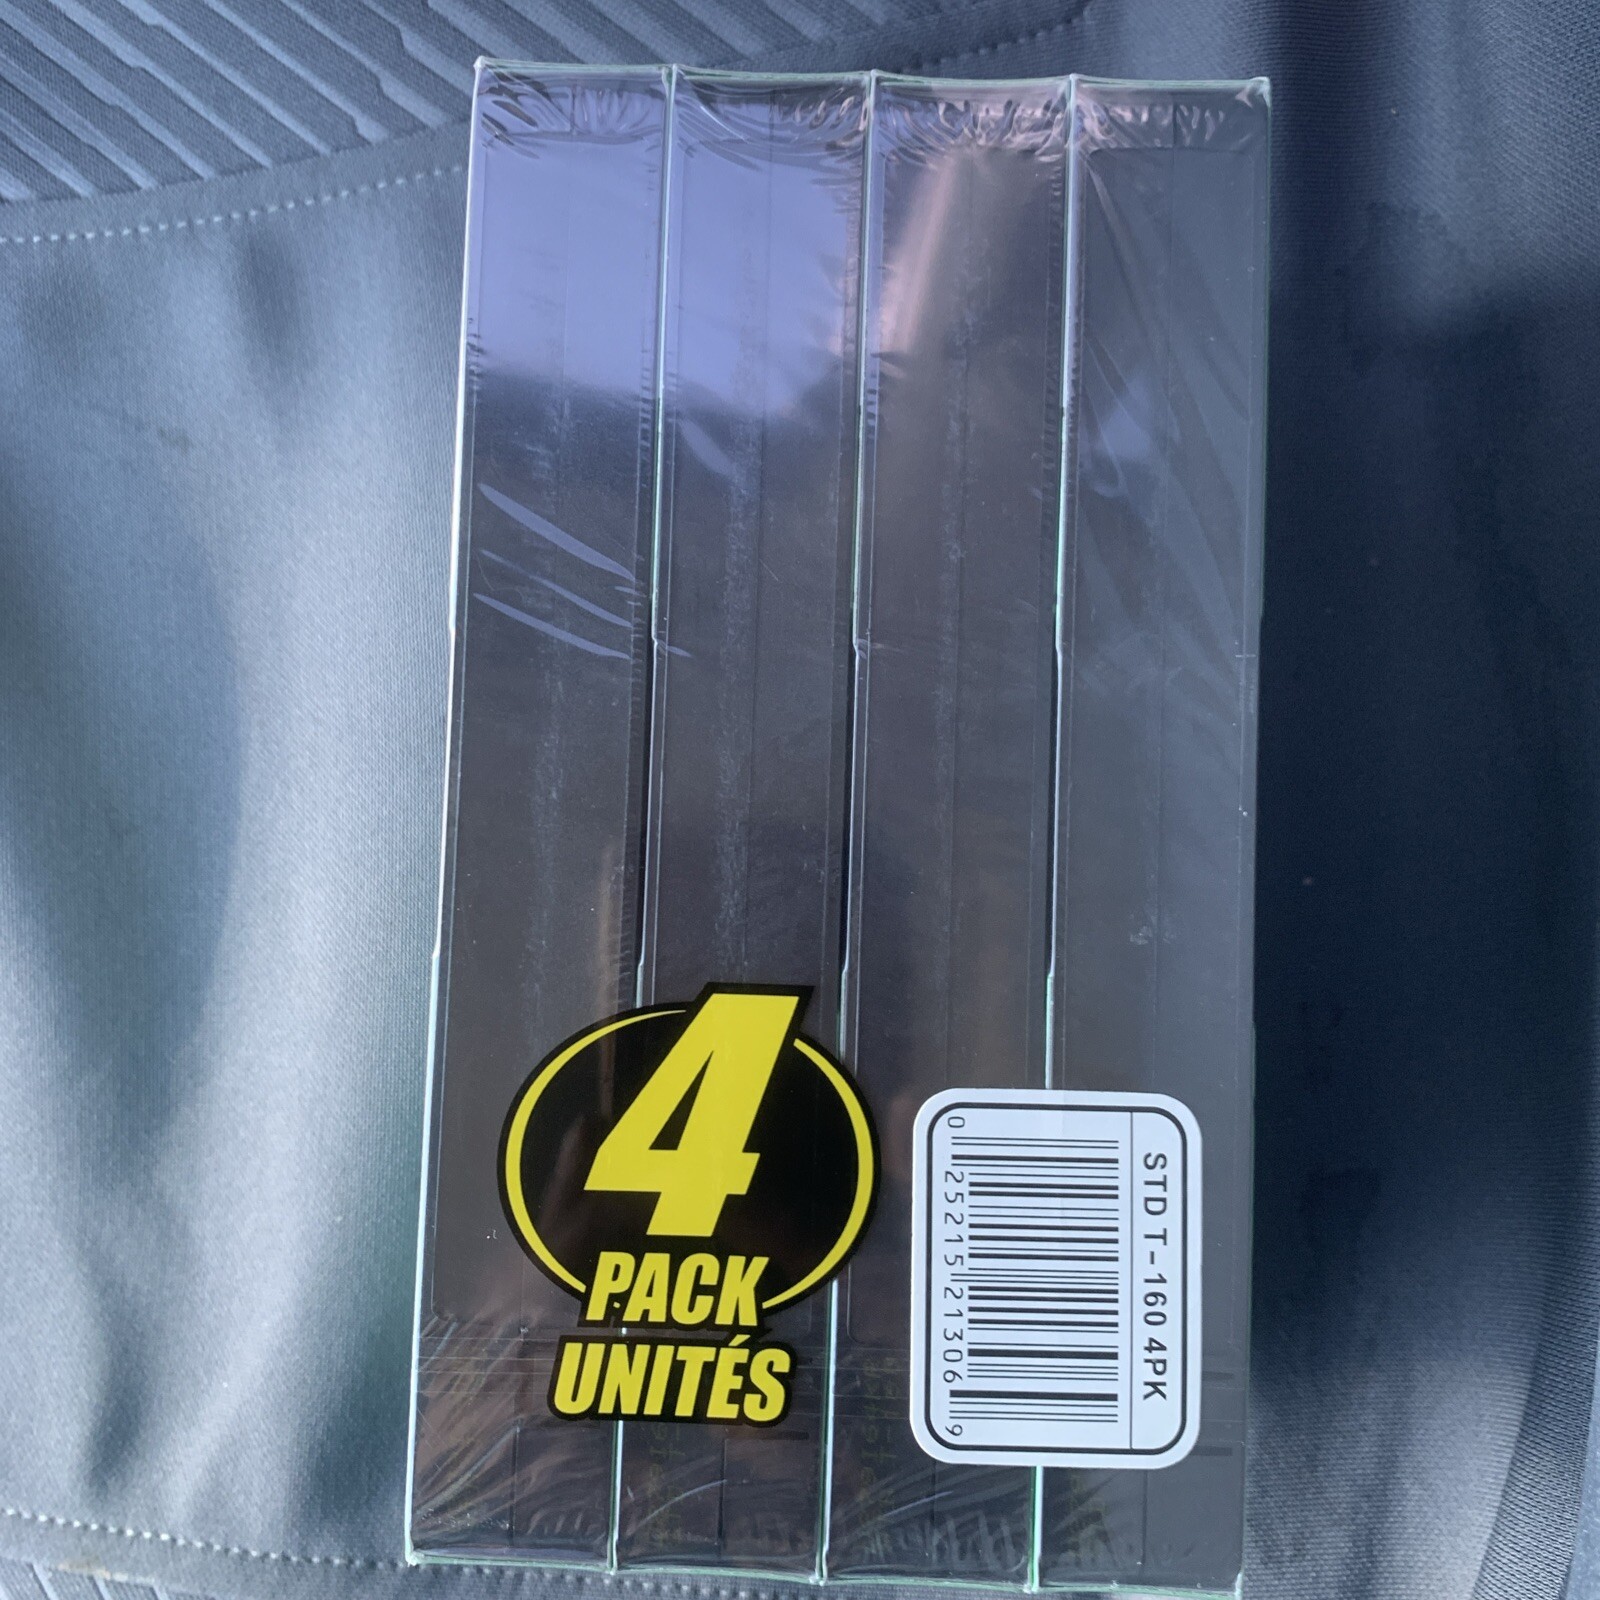 4
PACK
UNITÉS
STD T-160 4PK
0 25215 21306 9